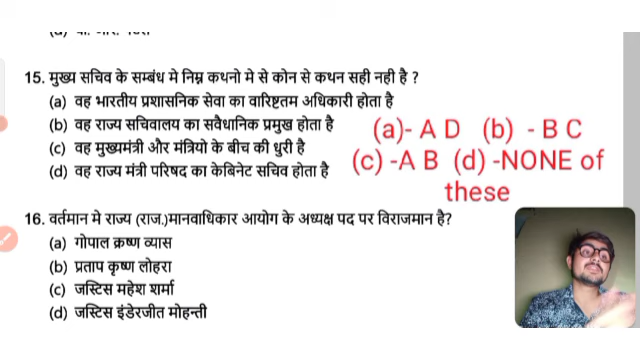 15. मुख्य सचिव के सम्बंध मे निम्न कथनो मे से कोन से कथन सही नही है ?
(a) वह भारतीय प्रशासनिक सेवा का वारिष्टतम अधिकारी होता है
(b) वह राज्य सचिवालय का सवैधानिक प्रमुख होता है
(c) वह मुख्यमंत्री और मंत्रियो के बीच की धुरी है
(d) वह राज्य मंत्री परिषद का केबिनेट सचिव होता है
(a)- A D (b) - B C
(c) -A B (d) -NONE of
these
16. वर्तमान मे राज्य (राज.)मानवाधिकार आयोग के अध्यक्ष पद पर विराजमान है?
(a) गोपाल क्रष्ण व्यास
(b) प्रताप कृष्ण लोहरा
(c) जस्टिस महेश शर्मा
(d) जस्टिस इंडेरजीत मोहन्ती